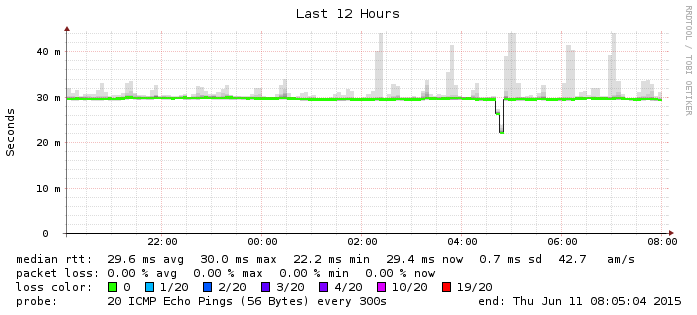 Last 12 Hours
RRDTOOL / TOBI OETIKER
Seconds
40 m
30 m
20 m
10 m
0
22:00 00:00 02:00 04:00 06:00 08:00
median rtt: 29.6 ms avg 30.0 ms max 22.2 ms min 29.4 ms now 0.7 ms sd 42.7 am/s
packet loss: 0.00 % avg 0.00 % max 0.00 % min 0.00 % now
loss color: 0 1/20 2/20 3/20 4/20 10/20 19/20
probe: 20 ICMP Echo Pings (56 Bytes) every 300s end: Thu Jun 11 08:05:04 2015